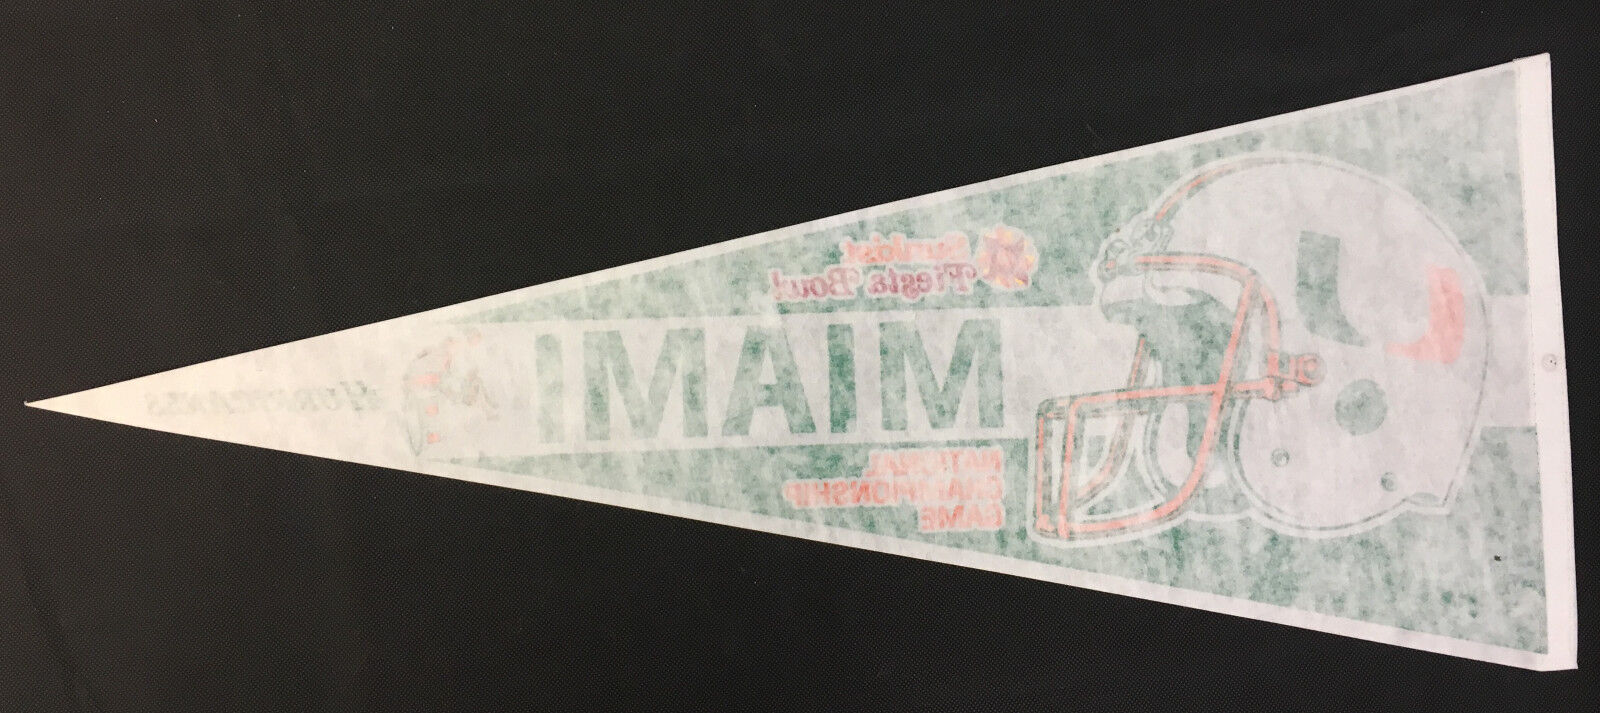 Sunkist
Fiesta Bowl
MIAMI
HURRICANES
NATIONAL
CHAMPIONSHIP
GAME